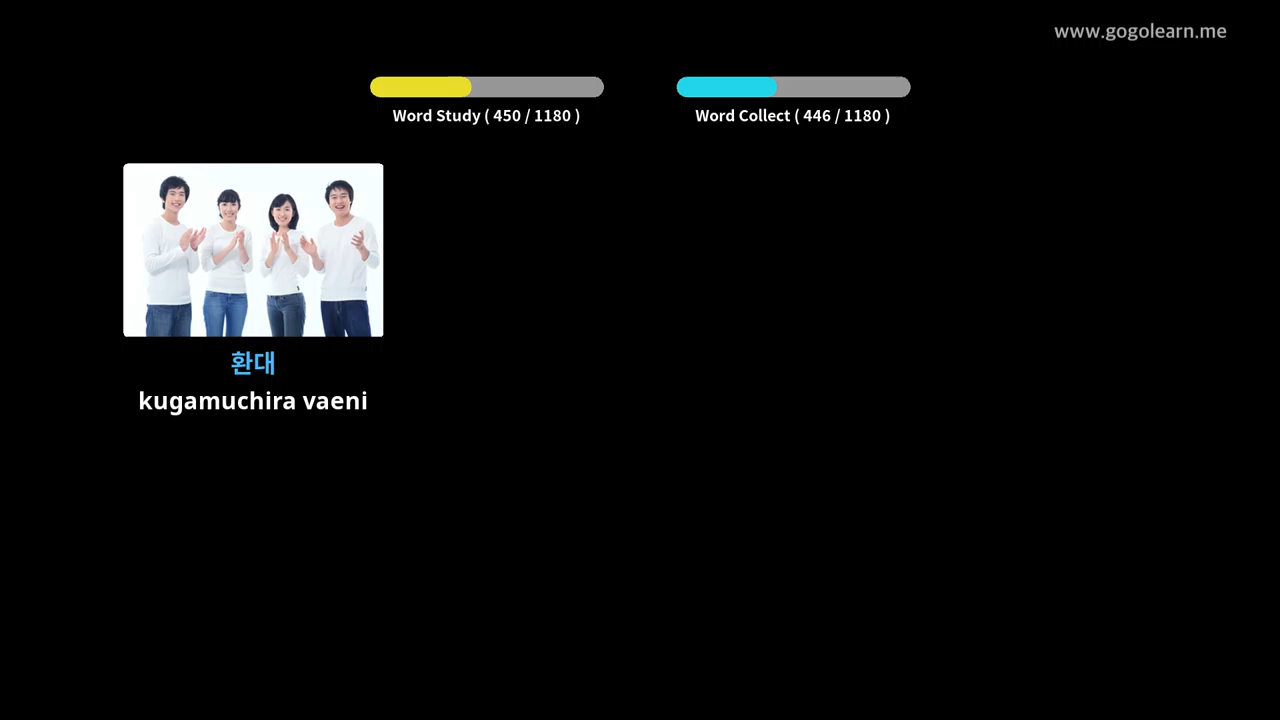 www.gogolearn.me
Word Study ( 450 / 1180 )
Word Collect ( 446 / 1180 )
환대
kugamuchira vaeni